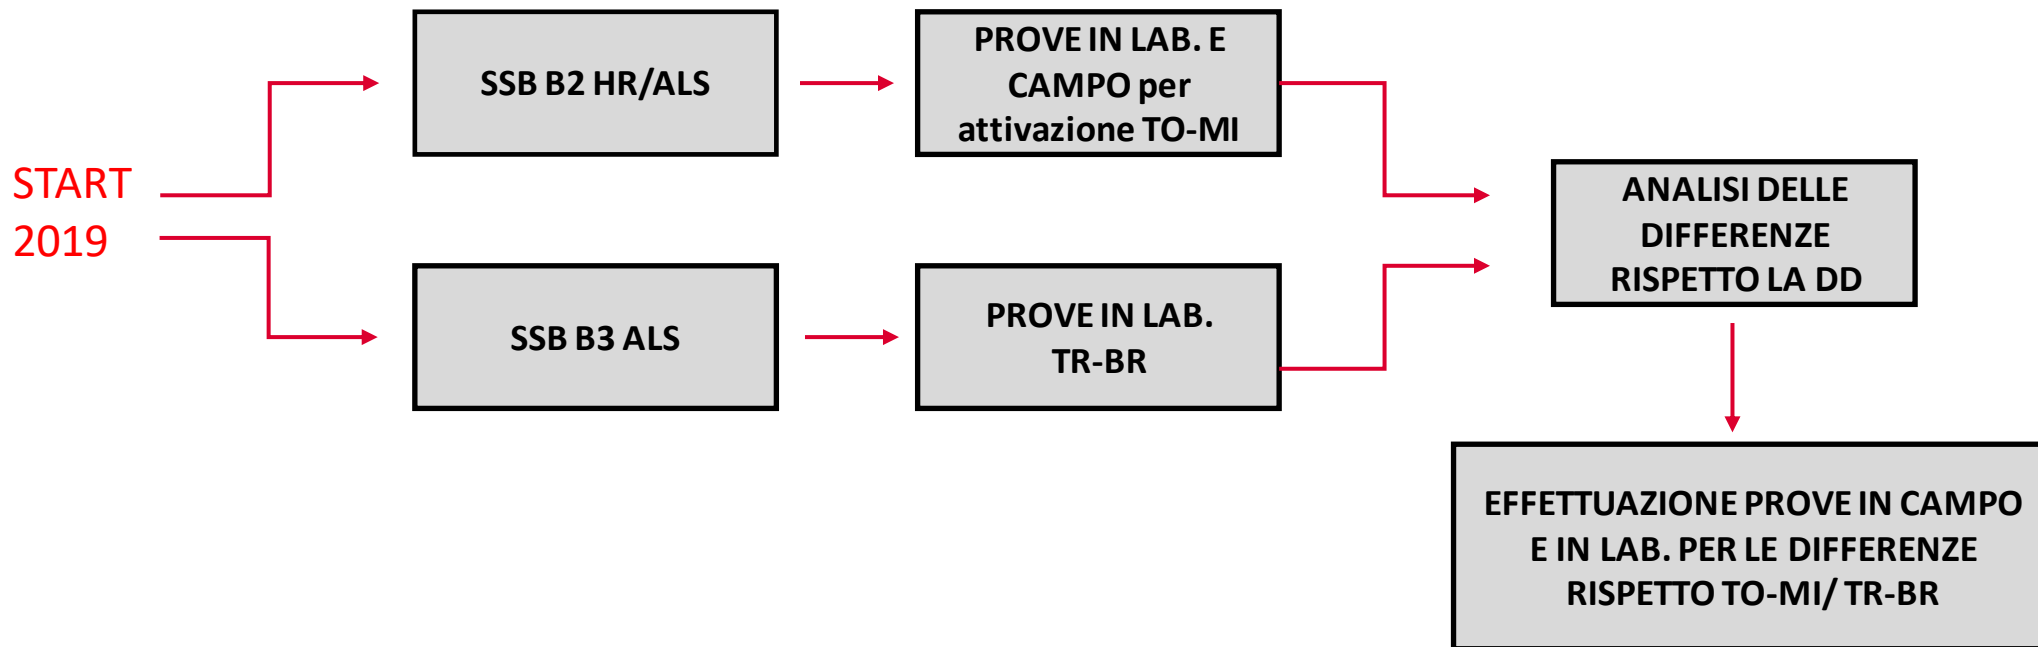 START
2019
SSB B2 HR/ALS
PROVE IN LAB. E
CAMPO per
attivazione TO-MI
SSB B3 ALS
PROVE IN LAB.
TR-BR
ANALISI DELLE
DIFFERENZE
RISPETTO LA DD
EFFETTUAZIONE PROVE IN CAMPO
E IN LAB. PER LE DIFFERENZE
RISPETTO TO-MI/ TR-BR